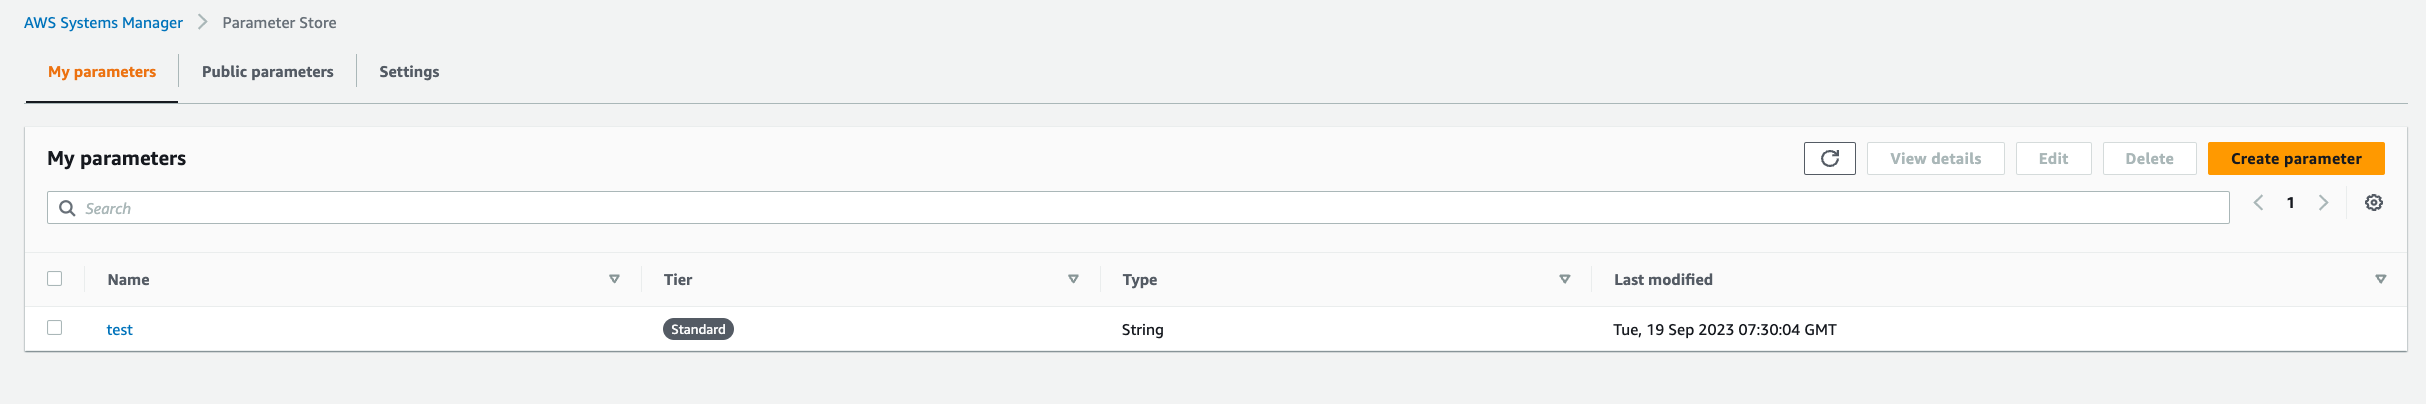 AWS Systems Manager Parameter Store
My parameters Public parameters Settings
My parameters View details Edit Delete Create parameter
Search 1
Name Tier Type Last modified
test Standard String Tue, 19 Sep 2023 07:30:04 GMT